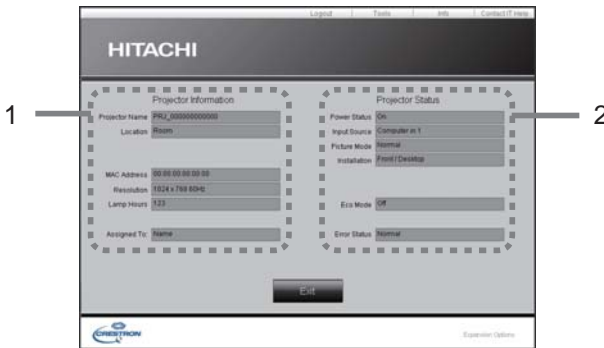 Logout Tools Info Contact IT Help
HITACHI
1
2
Projector Information
Projector Name PRJ_000000000000
Location Room
MAC Address 00:00:00:00:00:00
Resolution 1024 x 768 60Hz
Lamp Hours 123
Assigned To: Name
Projector Status
Power Status On
Input Source Computer in 1
Picture Mode Normal
Installation Front / Desktop
Eco Mode Off
Error Status Normal
Exit
CRESTRON
Expansion Options